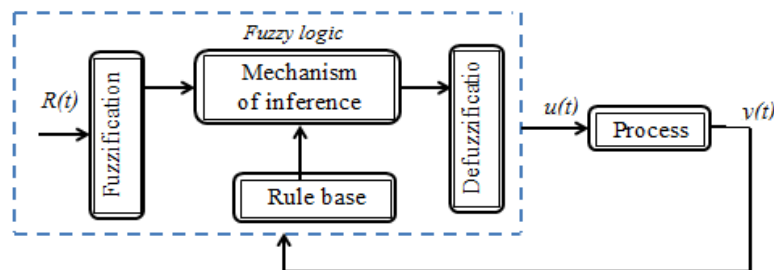 Fuzzy logic
R(t)
Fuzzification
Mechanism
of inference
Rule base
Defuzzificatio
u(t)
Process
v(t)